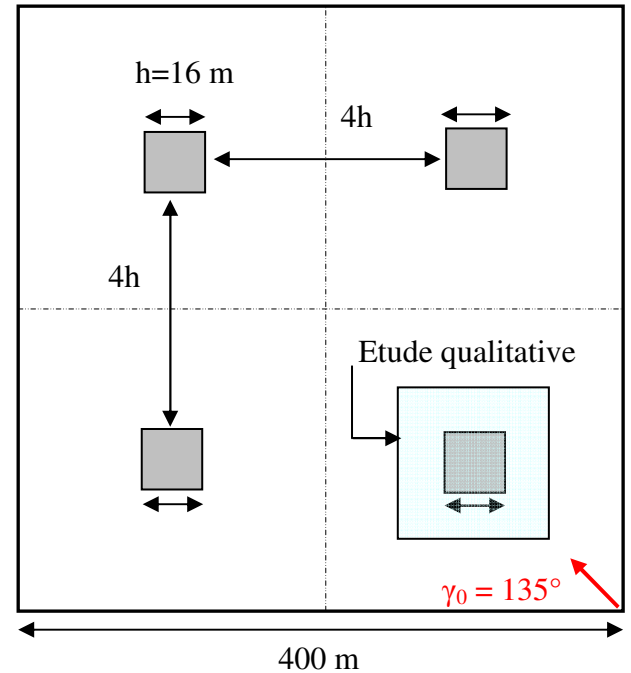 h=16 m
4h
4h
Etude qualitative
γ₀ = 135°
400 m